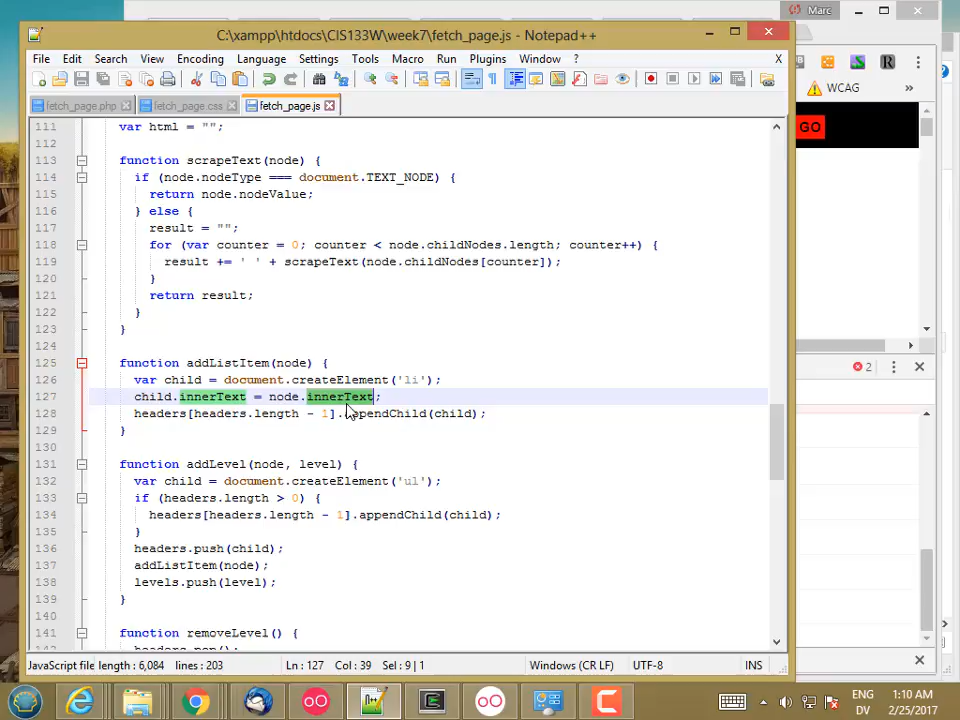 Marc
C:\xampp\htdocs\CIS133W\week7\fetch_page.js - Notepad++
File Edit Search View Encoding Language Settings Tools Macro Run Plugins Window ? X
fetch_page.php fetch_page.css fetch_page.js
WCAG »
GO
111 var html = "";
112
113 function scrapeText(node) {
114 if (node.nodeType === document.TEXT_NODE) {
115 return node.nodeValue;
116 } else {
117 result = "";
118 for (var counter = 0; counter < node.childNodes.length; counter++) {
119 result += ' ' + scrapeText(node.childNodes[counter]);
120 }
121 return result;
122 }
123 }
124
125 function addListItem(node) {
126 var child = document.createElement('li');
127 child.innerText = node.innerText;
128 headers[headers.length - 1].appendChild(child);
129 }
130
131 function addLevel(node, level) {
132 var child = document.createElement('ul');
133 if (headers.length > 0) {
134 headers[headers.length - 1].appendChild(child);
135 }
136 headers.push(child);
137 addListItem(node);
138 levels.push(level);
139 }
140
141 function removeLevel() {
2
JavaScript file length : 6,084 lines : 203 Ln : 127 Col : 39 Sel : 9 | 1 Windows (CR LF) UTF-8 INS
ENG
DV
1:10 AM
2/25/2017